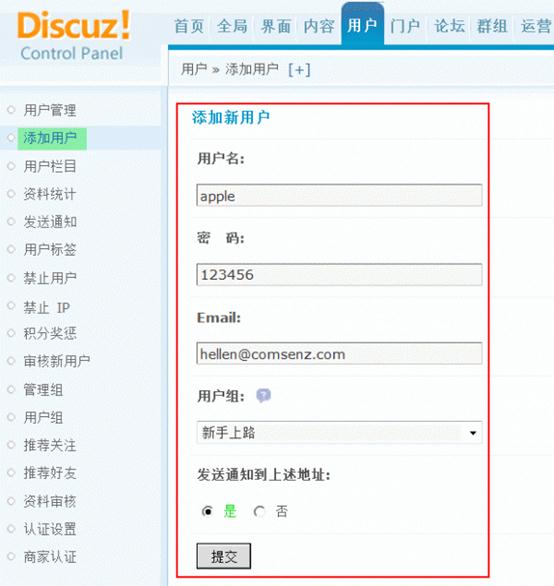 Discuz!
Control Panel
首页 全局 界面 内容 用户 门户 论坛 群组 运营
用户 » 添加用户 [+]
用户管理
添加用户
用户栏目
资料统计
发送通知
用户标签
禁止用户
禁止 IP
积分奖惩
审核新用户
管理组
用户组
推荐关注
推荐好友
资料审核
认证设置
商家认证
添加新用户
用户名:
apple
密 码:
123456
Email:
hellen@comsenz.com
用户组: ?
新手上路
发送通知到上述地址:
是 否
提交